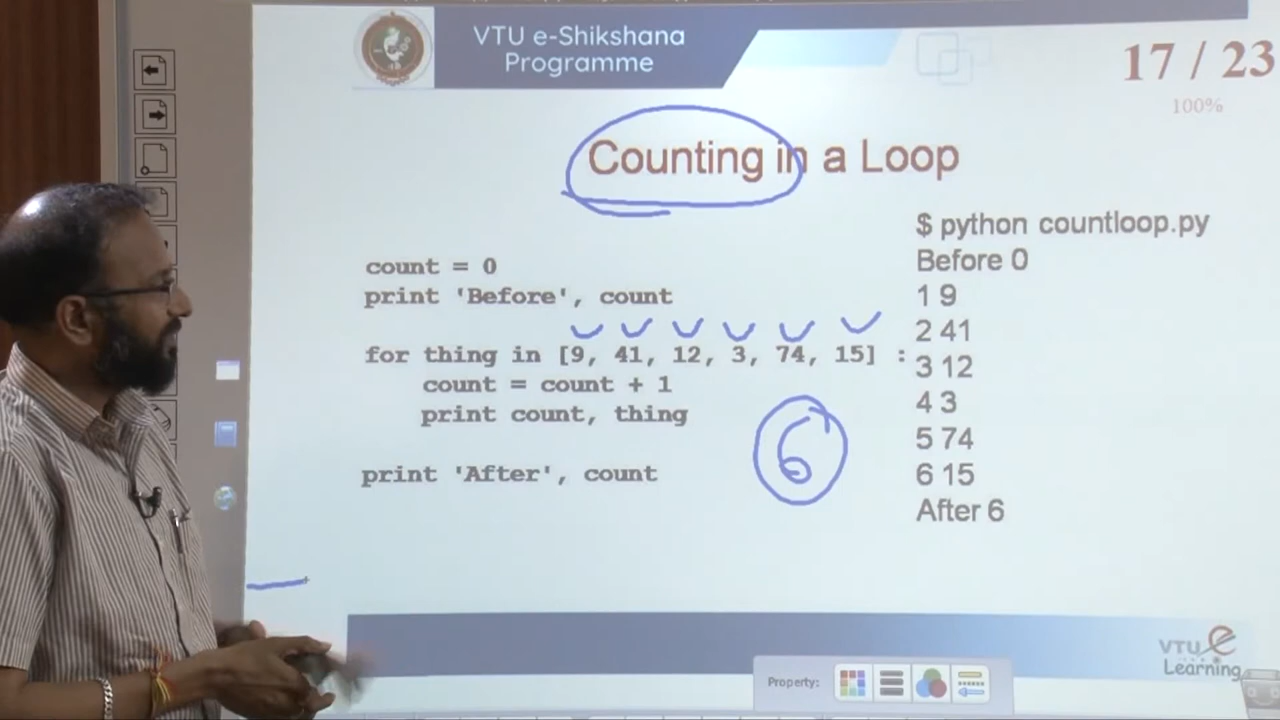 VTU e-Shikshana
Programme
17 / 23
100%
Counting in a Loop
count = 0
print 'Before', count
for thing in [9, 41, 12, 3, 74, 15] :
count = count + 1
print count, thing
print 'After', count
6
$ python countloop.py
Before 0
1 9
2 41
3 12
4 3
5 74
6 15
After 6
VTU e
Learning
Property: